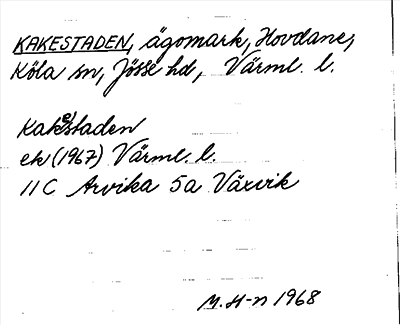 KAKESTADEN, ägomark, Hovdane,
Köla sn, Jösse hd, Värml. l.
Kakestaden
ek (1967) Värml. l.
11C Arvika 5a Växvik
M. H-n 1968